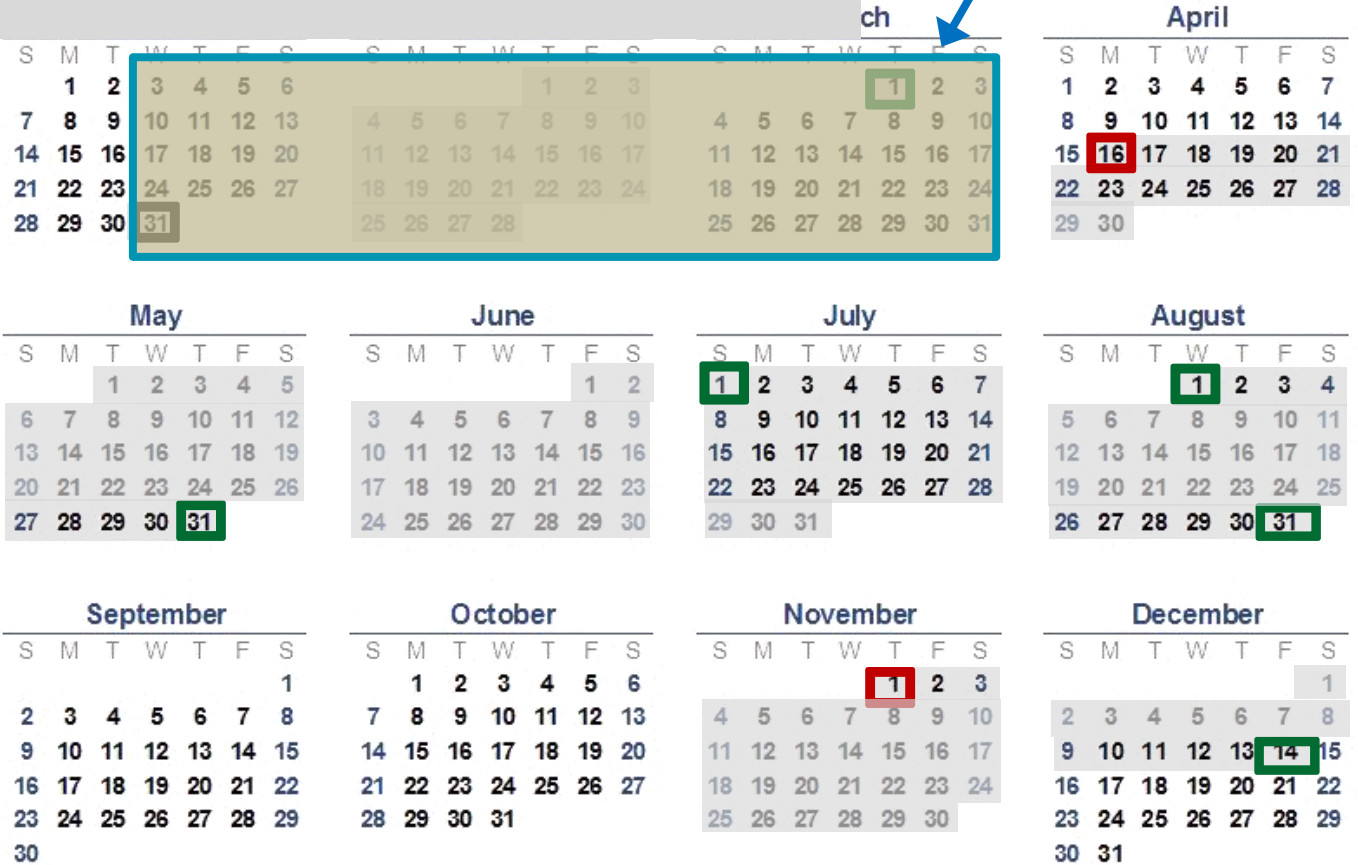 ch April
S M T W T F S S M T W T F S S M T W T F S S M T W T F S
1 2 3 4 5 6 1 2 3 1 2 3 1 2 3 4 5 6 7
7 8 9 10 11 12 13 4 5 6 7 8 9 10 4 5 6 7 8 9 10 8 9 10 11 12 13 14
14 15 16 17 18 19 20 11 12 13 14 15 16 17 11 12 13 14 15 16 17 15 16 17 18 19 20 21
21 22 23 24 25 26 27 18 19 20 21 22 23 24 18 19 20 21 22 23 24 22 23 24 25 26 27 28
28 29 30 31 25 26 27 28 25 26 27 28 29 30 31 29 30
May June July August
S M T W T F S S M T W T F S S M T W T F S S M T W T F S
1 2 3 4 5 1 2 1 2 3 4 5 6 7 1 2 3 4
6 7 8 9 10 11 12 3 4 5 6 7 8 9 8 9 10 11 12 13 14 5 6 7 8 9 10 11
13 14 15 16 17 18 19 10 11 12 13 14 15 16 15 16 17 18 19 20 21 12 13 14 15 16 17 18
20 21 22 23 24 25 26 17 18 19 20 21 22 23 22 23 24 25 26 27 28 19 20 21 22 23 24 25
27 28 29 30 31 24 25 26 27 28 29 30 29 30 31 26 27 28 29 30 31
September October November December
S M T W T F S S M T W T F S S M T W T F S S M T W T F S
1 1 2 3 4 5 6 1 2 3 1
2 3 4 5 6 7 8 7 8 9 10 11 12 13 4 5 6 7 8 9 10 2 3 4 5 6 7 8
9 10 11 12 13 14 15 14 15 16 17 18 19 20 11 12 13 14 15 16 17 9 10 11 12 13 14 15
16 17 18 19 20 21 22 21 22 23 24 25 26 27 18 19 20 21 22 23 24 16 17 18 19 20 21 22
23 24 25 26 27 28 29 28 29 30 31 25 26 27 28 29 30 23 24 25 26 27 28 29
30 30 31